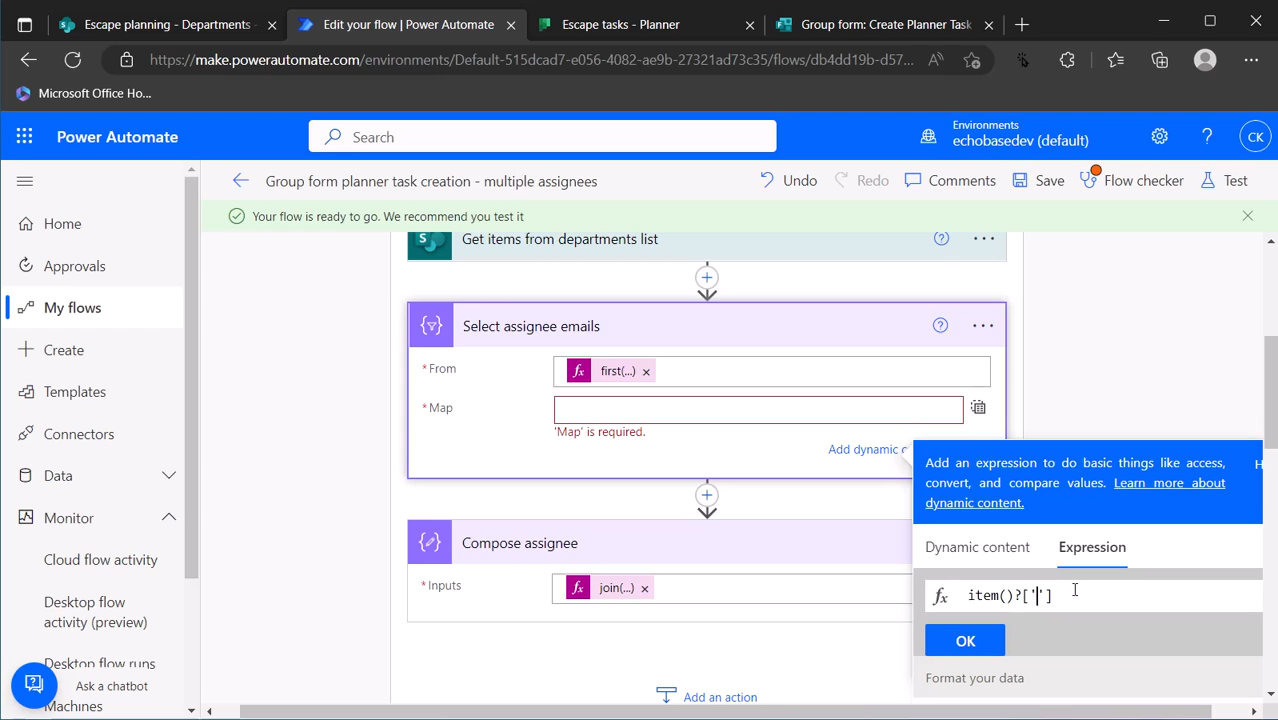 Escape planning - Departments -
Edit your flow | Power Automate
Escape tasks - Planner
Group form: Create Planner Task
https://make.powerautomate.com/environments/Default-515dcad7-e056-4082-ae9b-27321ad73c35/flows/db4dd19b-d57...
Microsoft Office Ho...
Power Automate
Search
Environments
echobasedev (default)
CK
Group form planner task creation - multiple assignees
Undo
Redo
Comments
Save
Flow checker
Test
Your flow is ready to go. We recommend you test it
Home
Approvals
My flows
Create
Templates
Connectors
Data
Monitor
Cloud flow activity
Desktop flow
activity (preview)
Desktop flow runs
Machines
Ask a chatbot
Get items from departments list
Select assignee emails
* From
fx first(...) x
* Map
'Map' is required.
Add dynamic c
Compose assignee
* Inputs
fx join(...) x
Add an action
Add an expression to do basic things like access,
convert, and compare values. Learn more about
dynamic content.
H
Dynamic content
Expression
fx item()?['']
OK
Format your data